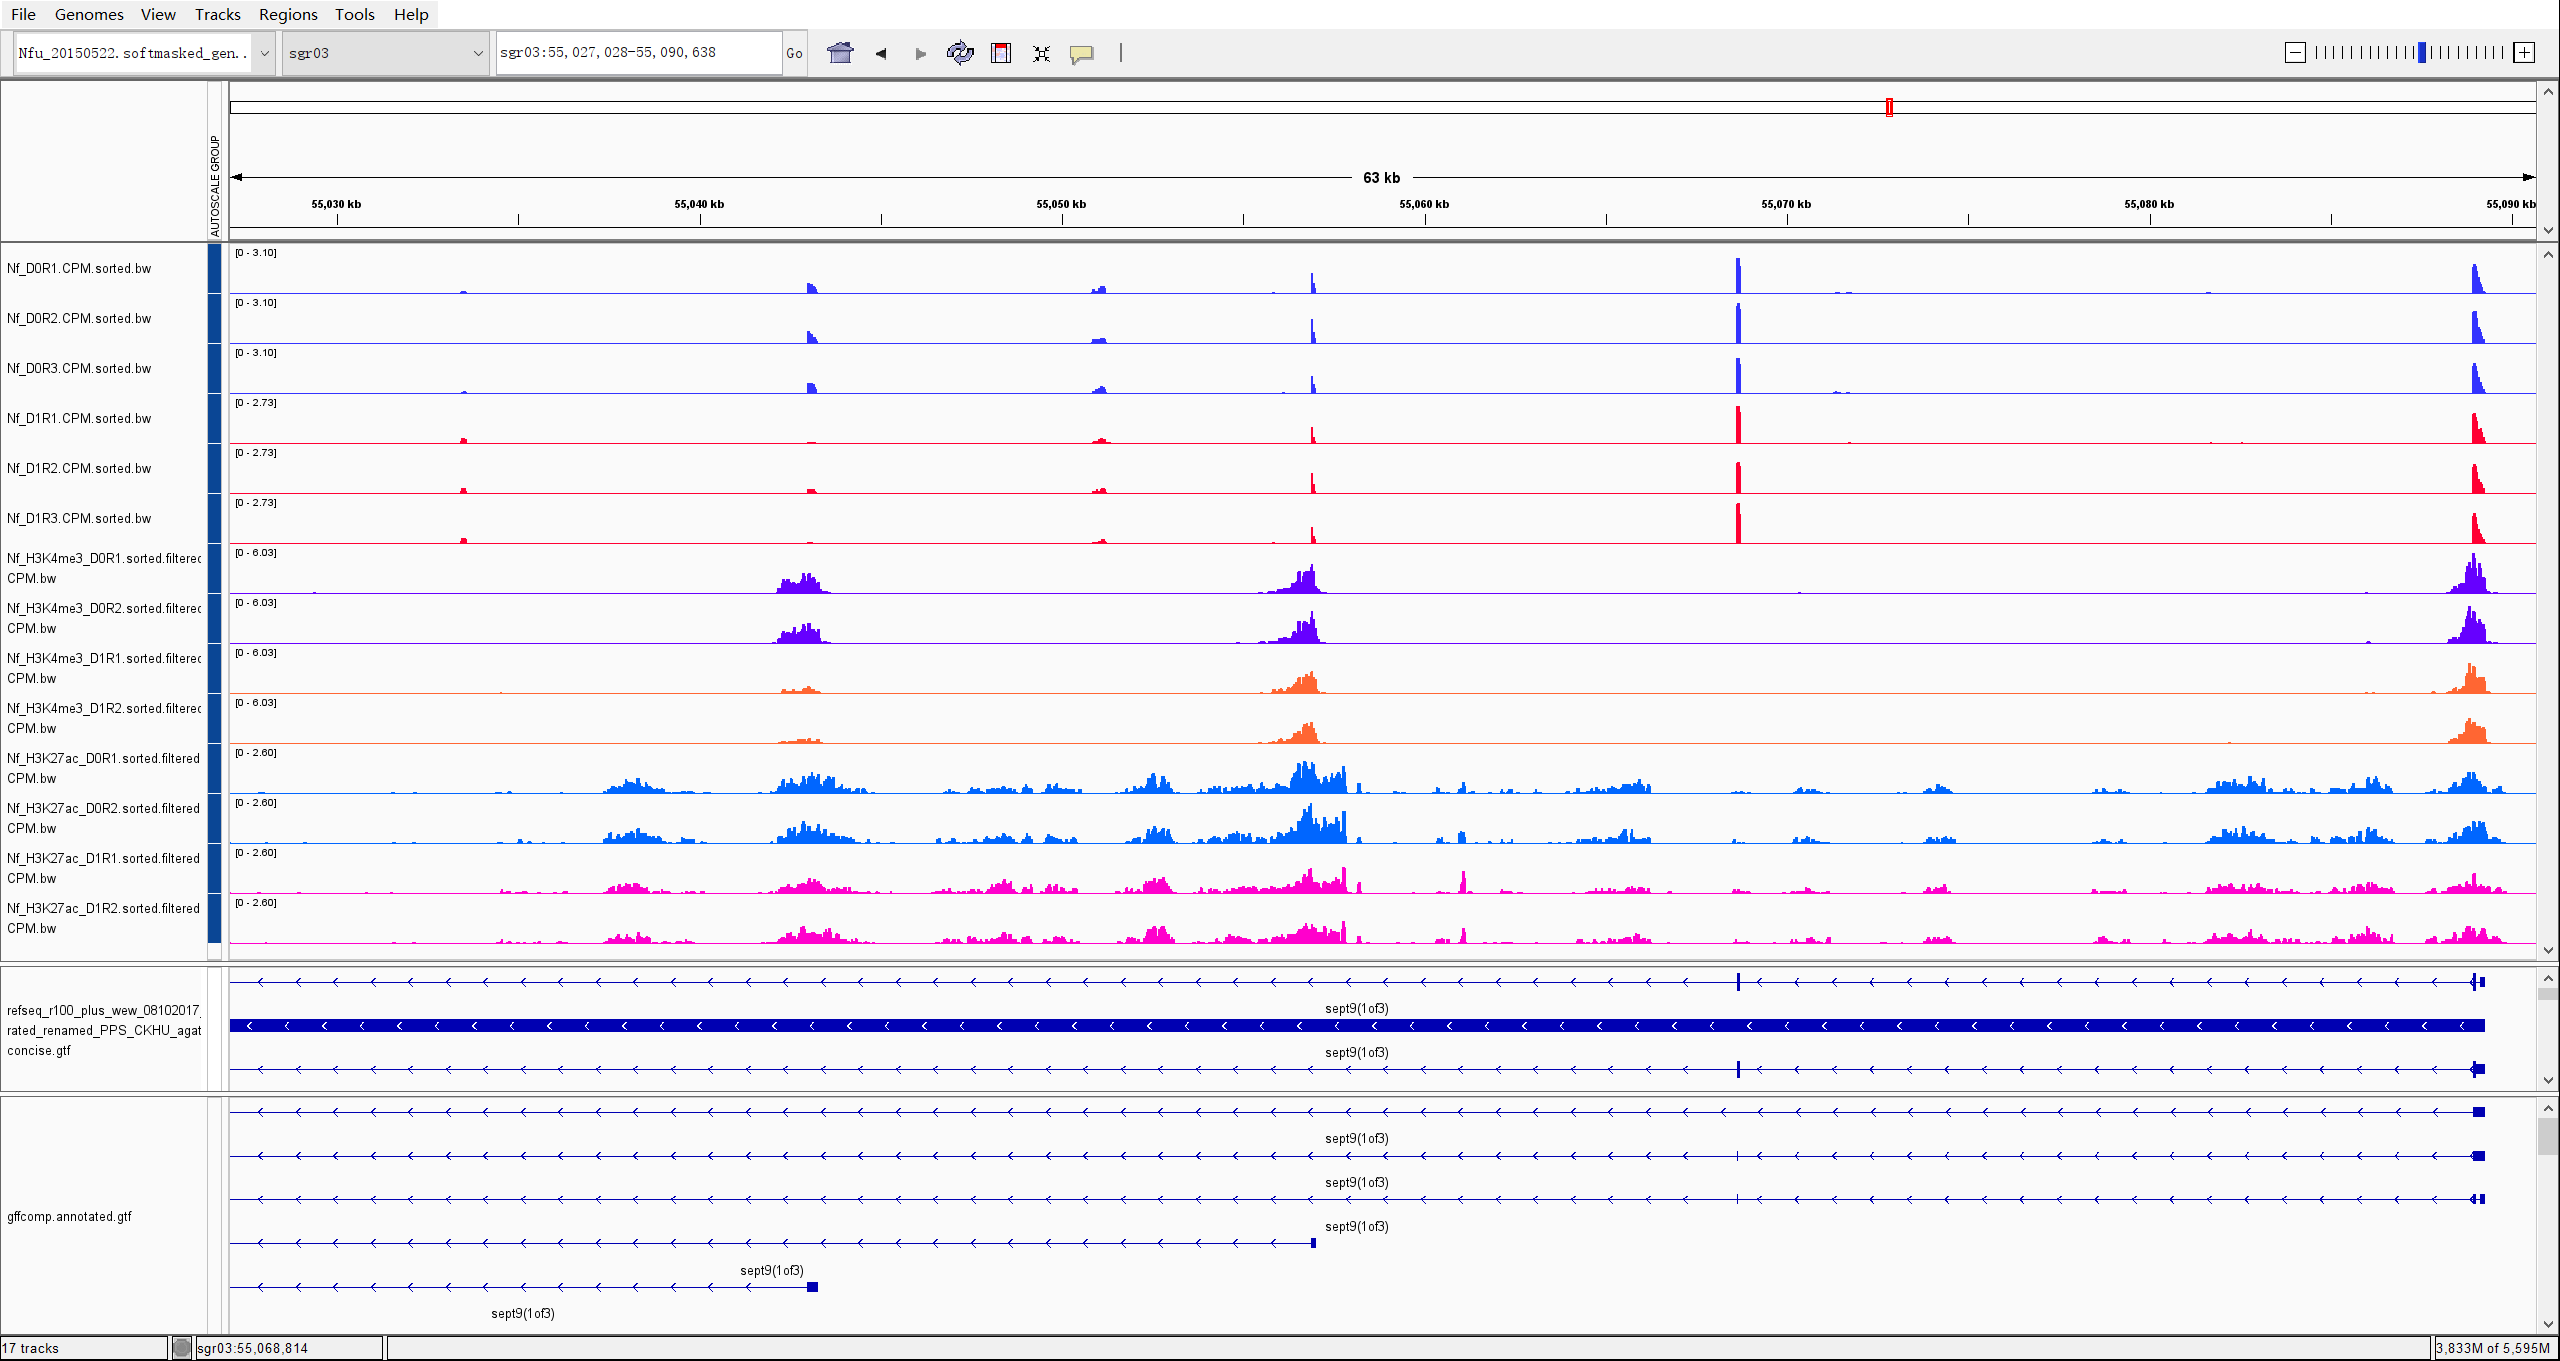 File Genomes View Tracks Regions Tools Help
Nfu_20150522.softmasked_gen.. sgr03 sgr03:55,027,028-55,090,638 Go
AUTOSCALE GROUP
63 kb
55,030 kb 55,040 kb 55,050 kb 55,060 kb 55,070 kb 55,080 kb 55,090 kb
Nf_D0R1.CPM.sorted.bw [0 - 3.10]
Nf_D0R2.CPM.sorted.bw [0 - 3.10]
Nf_D0R3.CPM.sorted.bw [0 - 3.10]
Nf_D1R1.CPM.sorted.bw [0 - 2.73]
Nf_D1R2.CPM.sorted.bw [0 - 2.73]
Nf_D1R3.CPM.sorted.bw [0 - 2.73]
Nf_H3K4me3_D0R1.sorted.filtered [0 - 6.03]
CPM.bw
Nf_H3K4me3_D0R2.sorted.filtered [0 - 6.03]
CPM.bw
Nf_H3K4me3_D1R1.sorted.filtered [0 - 6.03]
CPM.bw
Nf_H3K4me3_D1R2.sorted.filtered [0 - 6.03]
CPM.bw
Nf_H3K27ac_D0R1.sorted.filtered [0 - 2.60]
CPM.bw
Nf_H3K27ac_D0R2.sorted.filtered [0 - 2.60]
CPM.bw
Nf_H3K27ac_D1R1.sorted.filtered [0 - 2.60]
CPM.bw
Nf_H3K27ac_D1R2.sorted.filtered [0 - 2.60]
CPM.bw
refseq_r100_plus_wew_08102017_
rated_renamed_PPS_CKHU_agat
concise.gtf
sept9(1of3)
sept9(1of3)
gffcomp.annotated.gtf
sept9(1of3)
sept9(1of3)
sept9(1of3)
sept9(1of3)
sept9(1of3)
17 tracks sgr03:55,068,814 3,833M of 5,595M